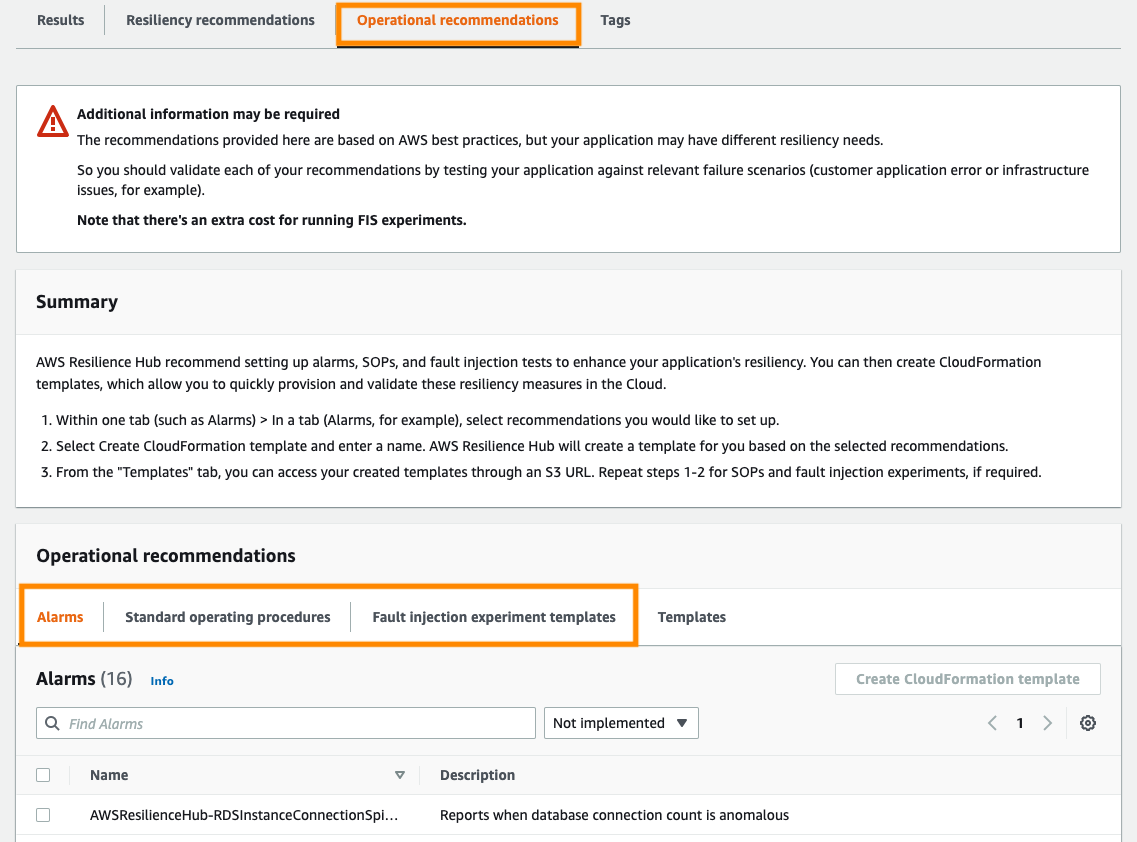 Results
Resiliency recommendations
Operational recommendations
Tags
Additional information may be required
The recommendations provided here are based on AWS best practices, but your application may have different resiliency needs.
So you should validate each of your recommendations by testing your application against relevant failure scenarios (customer application error or infrastructure
issues, for example).
Note that there's an extra cost for running FIS experiments.
Summary
AWS Resilience Hub recommend setting up alarms, SOPs, and fault injection tests to enhance your application's resiliency. You can then create CloudFormation
templates, which allow you to quickly provision and validate these resiliency measures in the Cloud.
1. Within one tab (such as Alarms) > In a tab (Alarms, for example), select recommendations you would like to set up.
2. Select Create CloudFormation template and enter a name. AWS Resilience Hub will create a template for you based on the selected recommendations.
3. From the "Templates" tab, you can access your created templates through an S3 URL. Repeat steps 1-2 for SOPs and fault injection experiments, if required.
Operational recommendations
Alarms
Standard operating procedures
Fault injection experiment templates
Templates
Alarms (16) Info
Create CloudFormation template
Find Alarms
Not implemented
1
Name
Description
AWSResilienceHub-RDSInstanceConnectionSpi...
Reports when database connection count is anomalous